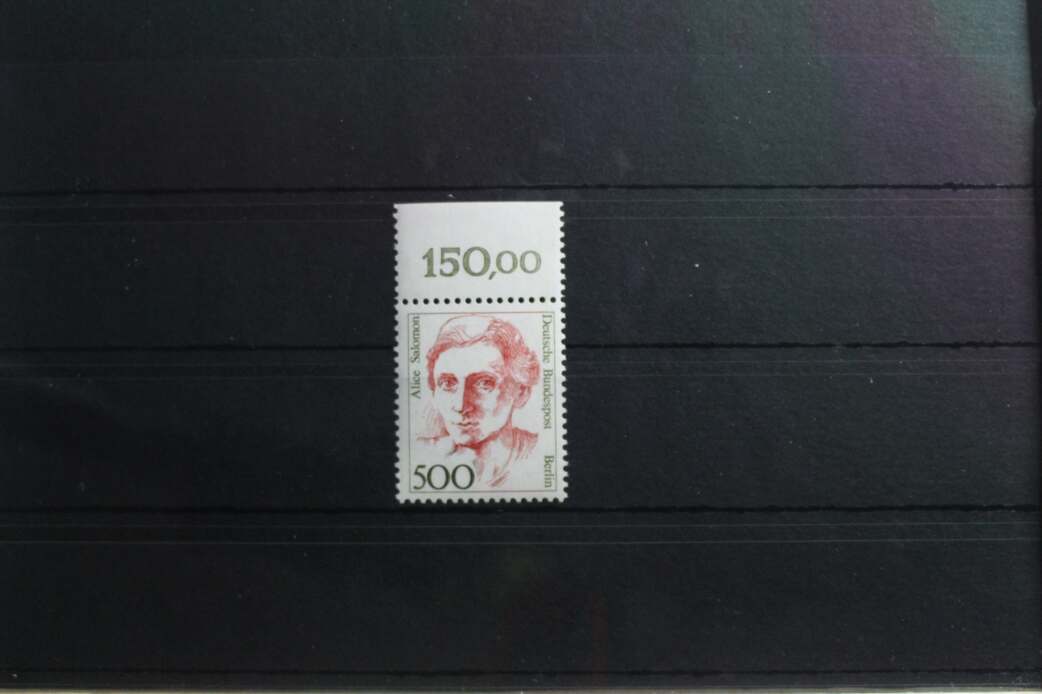 150,00
Alice Salomon
Deutsche Bundespost Berlin
500